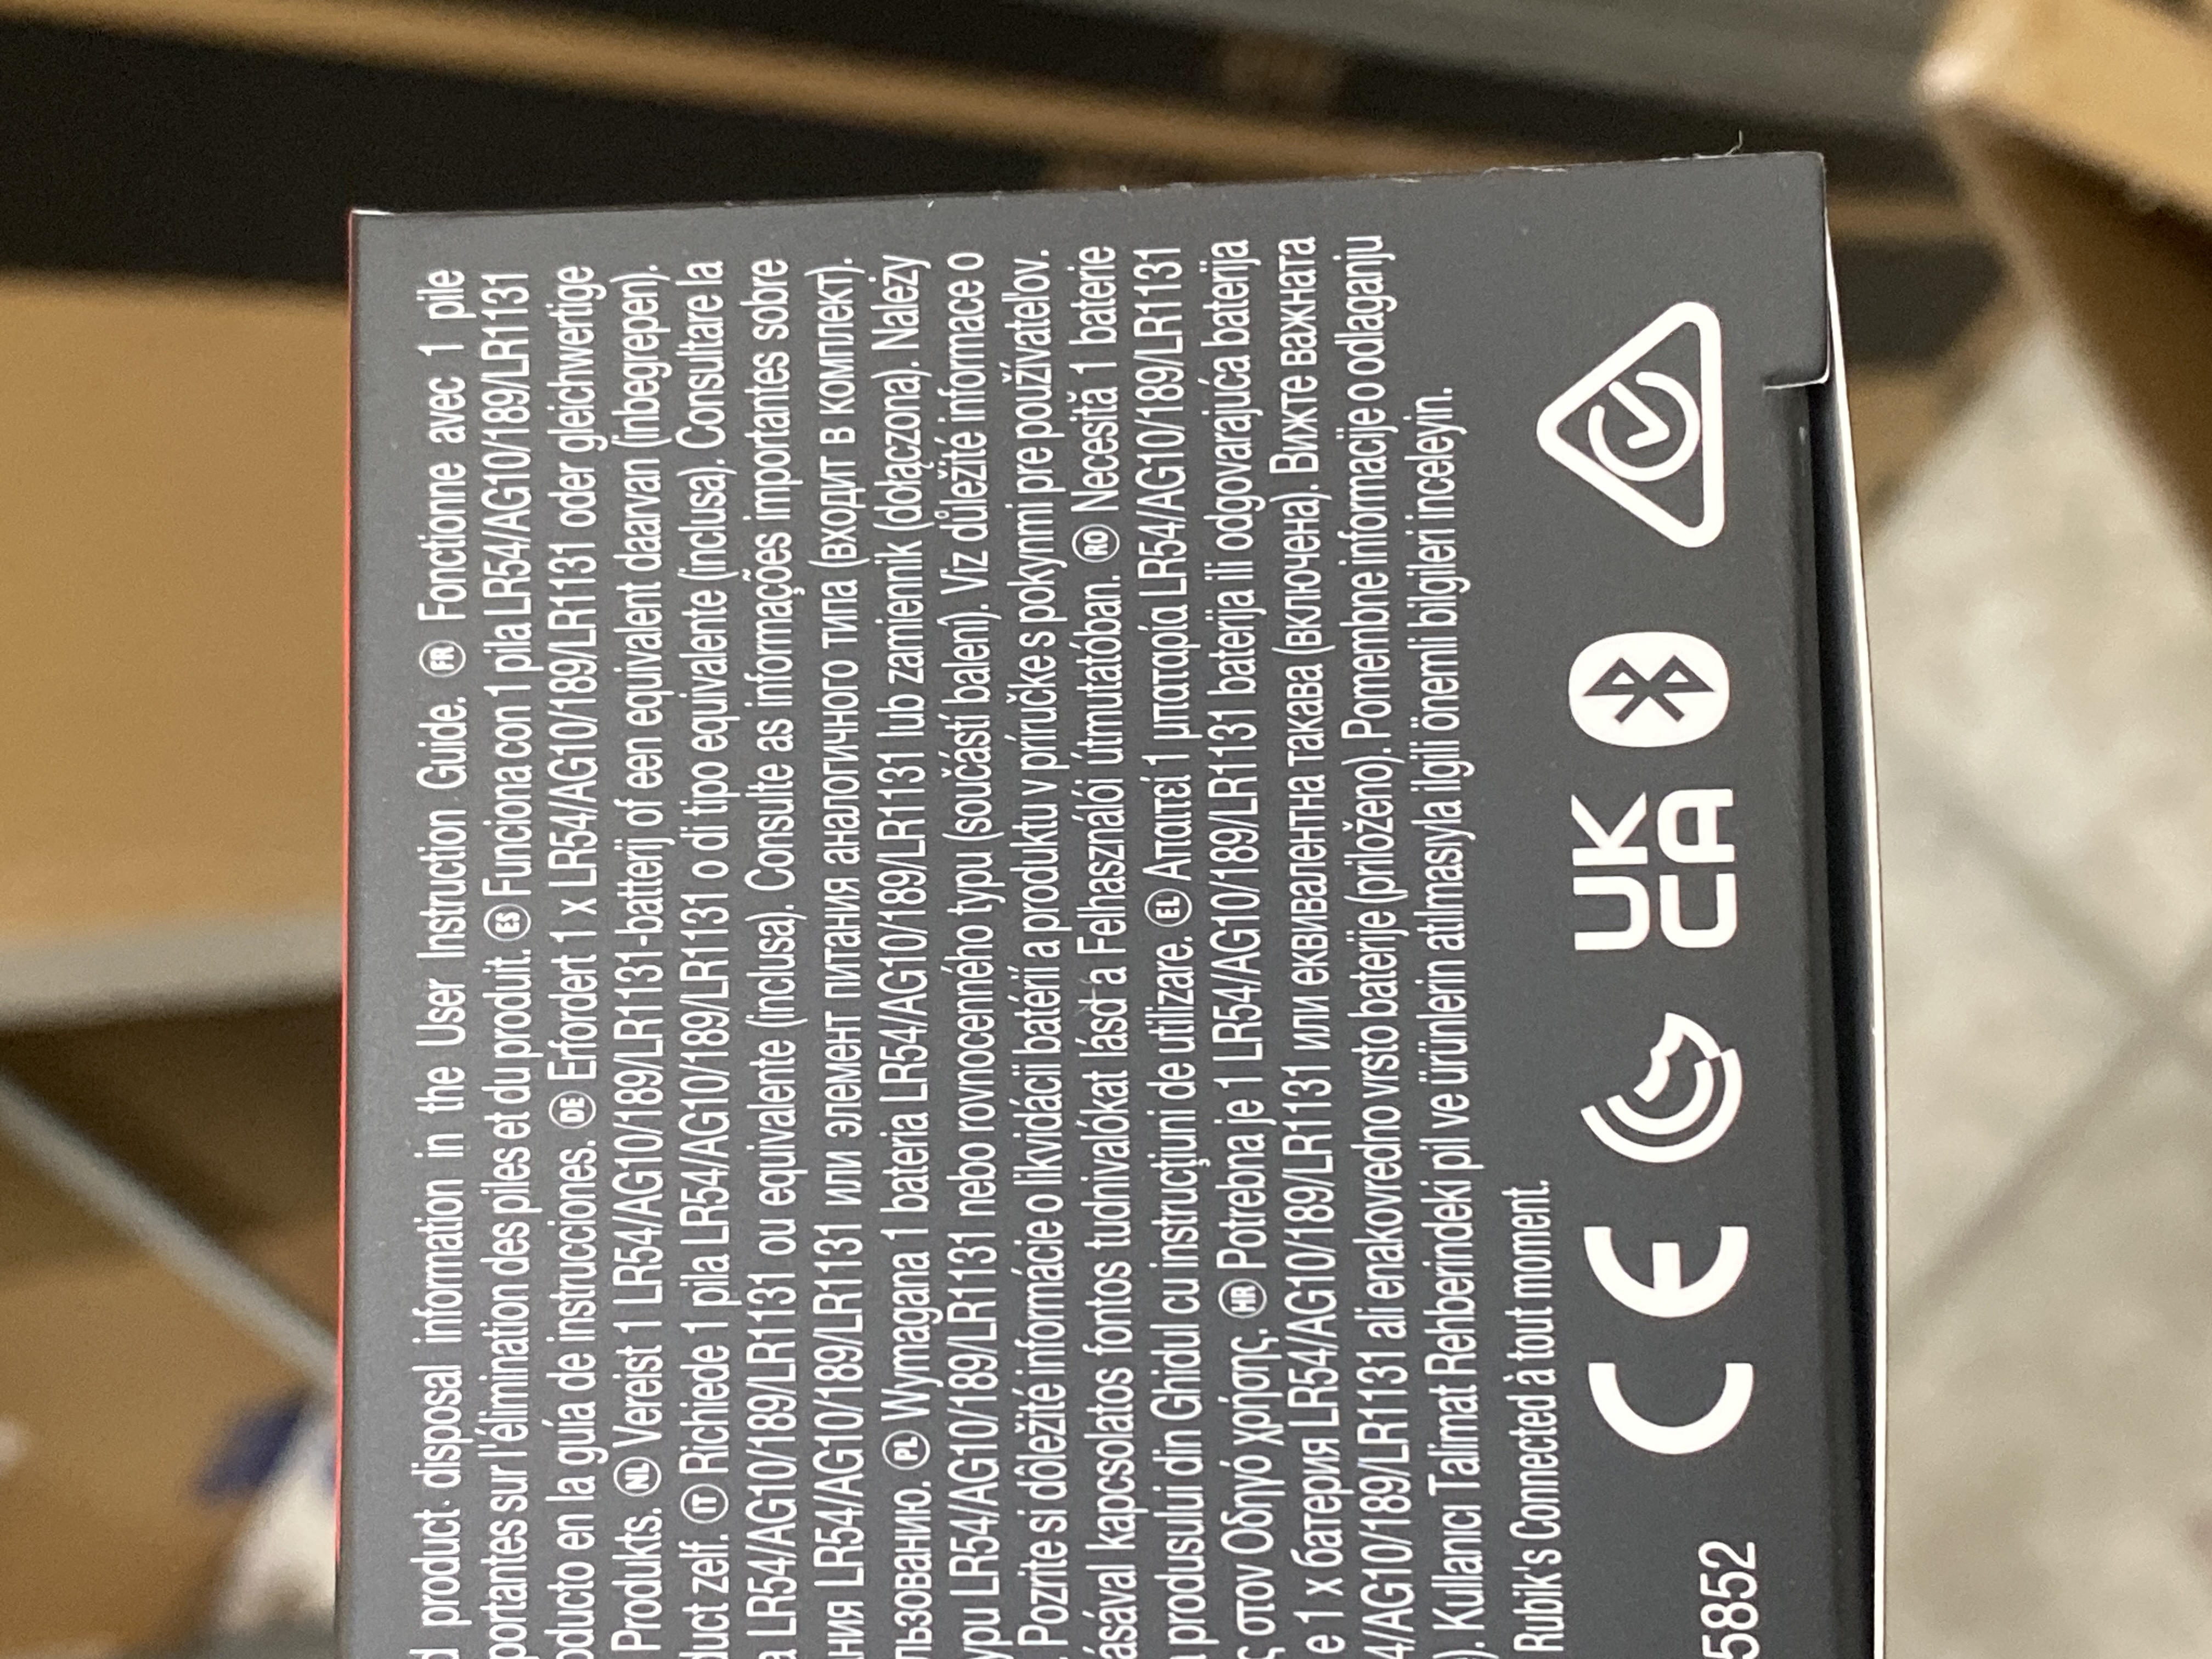 product disposal information in the User Instruction Guide. FR Fonctionne avec 1 pile
sur l'élimination des piles et du produit. ES Funciona con 1 pila LR54/AG10/189/LR1131
en la guía de instrucciones. DE Erfordert 1 x LR54/AG10/189/LR1131 oder gleichwertige
Produkts. NL Vereist 1 LR54/AG10/189/LR1131-batterij of een equivalent daarvan (inbegrepen).
zelf. IT Richiede 1 pila LR54/AG10/189/LR1131 o di tipo equivalente (inclusa). Consultare la
LR54/AG10/189/LR1131 ou equivalente (inclusa). Consulte as informações importantes sobre
LR54/AG10/189/LR1131 или элемент питания аналогичного типа (входит в комплект).
PL Wymagana 1 bateria LR54/AG10/189/LR1131 lub zamiennik (dołączona). Należy
LR54/AG10/189/LR1131 nebo rovnocenného typu (součástí balení). Viz důležité informace o
Pozrite si dôležité informácie o likvidácii batérií a produktu v príručke s pokynmi pre používateľov.
kapcsolatos fontos tudnivalókat lásd a Felhasználói útmutatóban. RO Necesită 1 baterie
produsului din Ghidul cu instrucțiuni de utilizare. EL Απαιτεί 1 μπαταρία LR54/AG10/189/LR1131
στον Οδηγό χρήσης. HR Potrebna je 1 LR54/AG10/189/LR1131 baterija ili odgovarajuća baterija
е 1 x батерия LR54/AG10/189/LR1131 или еквивалентна такава (включена). Вижте важната
/AG10/189/LR1131 ali enakovredno vrsto baterije (priloženo). Pomembne informacije o odlaganju
Kullanıcı Talimat Rehberindeki pil ve ürünlerin atılmasıyla ilgili önemli bilgileri inceleyin.
Rubik's Connected à tout moment.
5852 CE UK CA